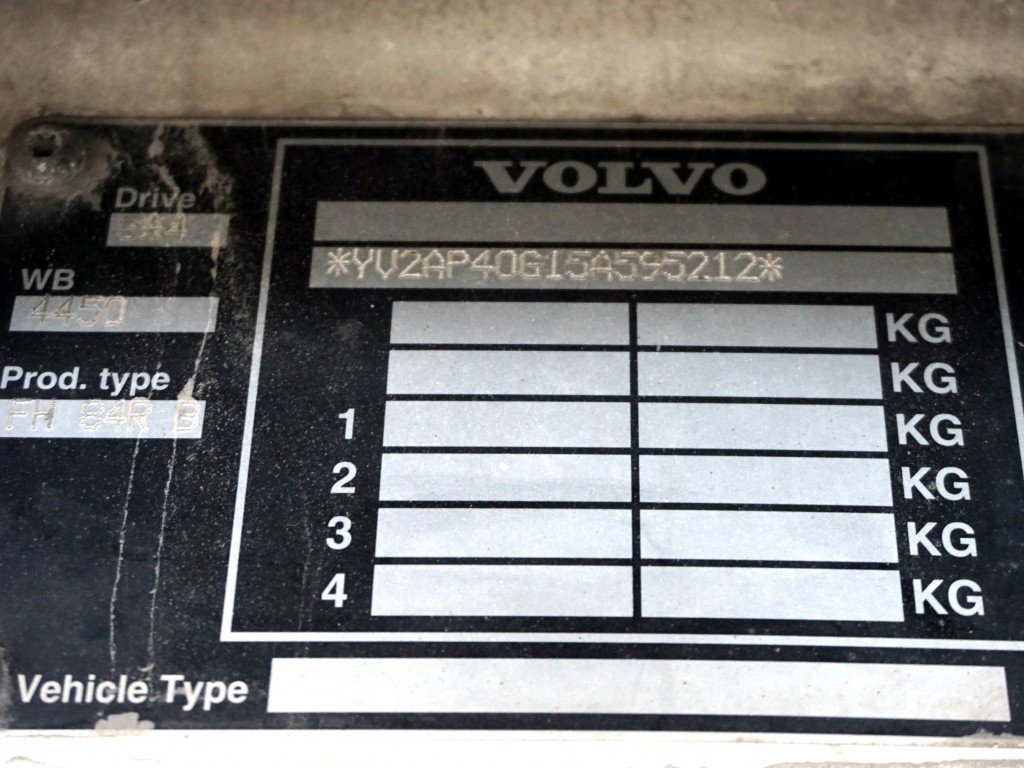 Drive
WB
4450
Prod. type
FH 84R B
VOLVO
*YV2AP40G15A595212*
KG
KG
1 KG
2 KG
3 KG
4 KG
Vehicle Type